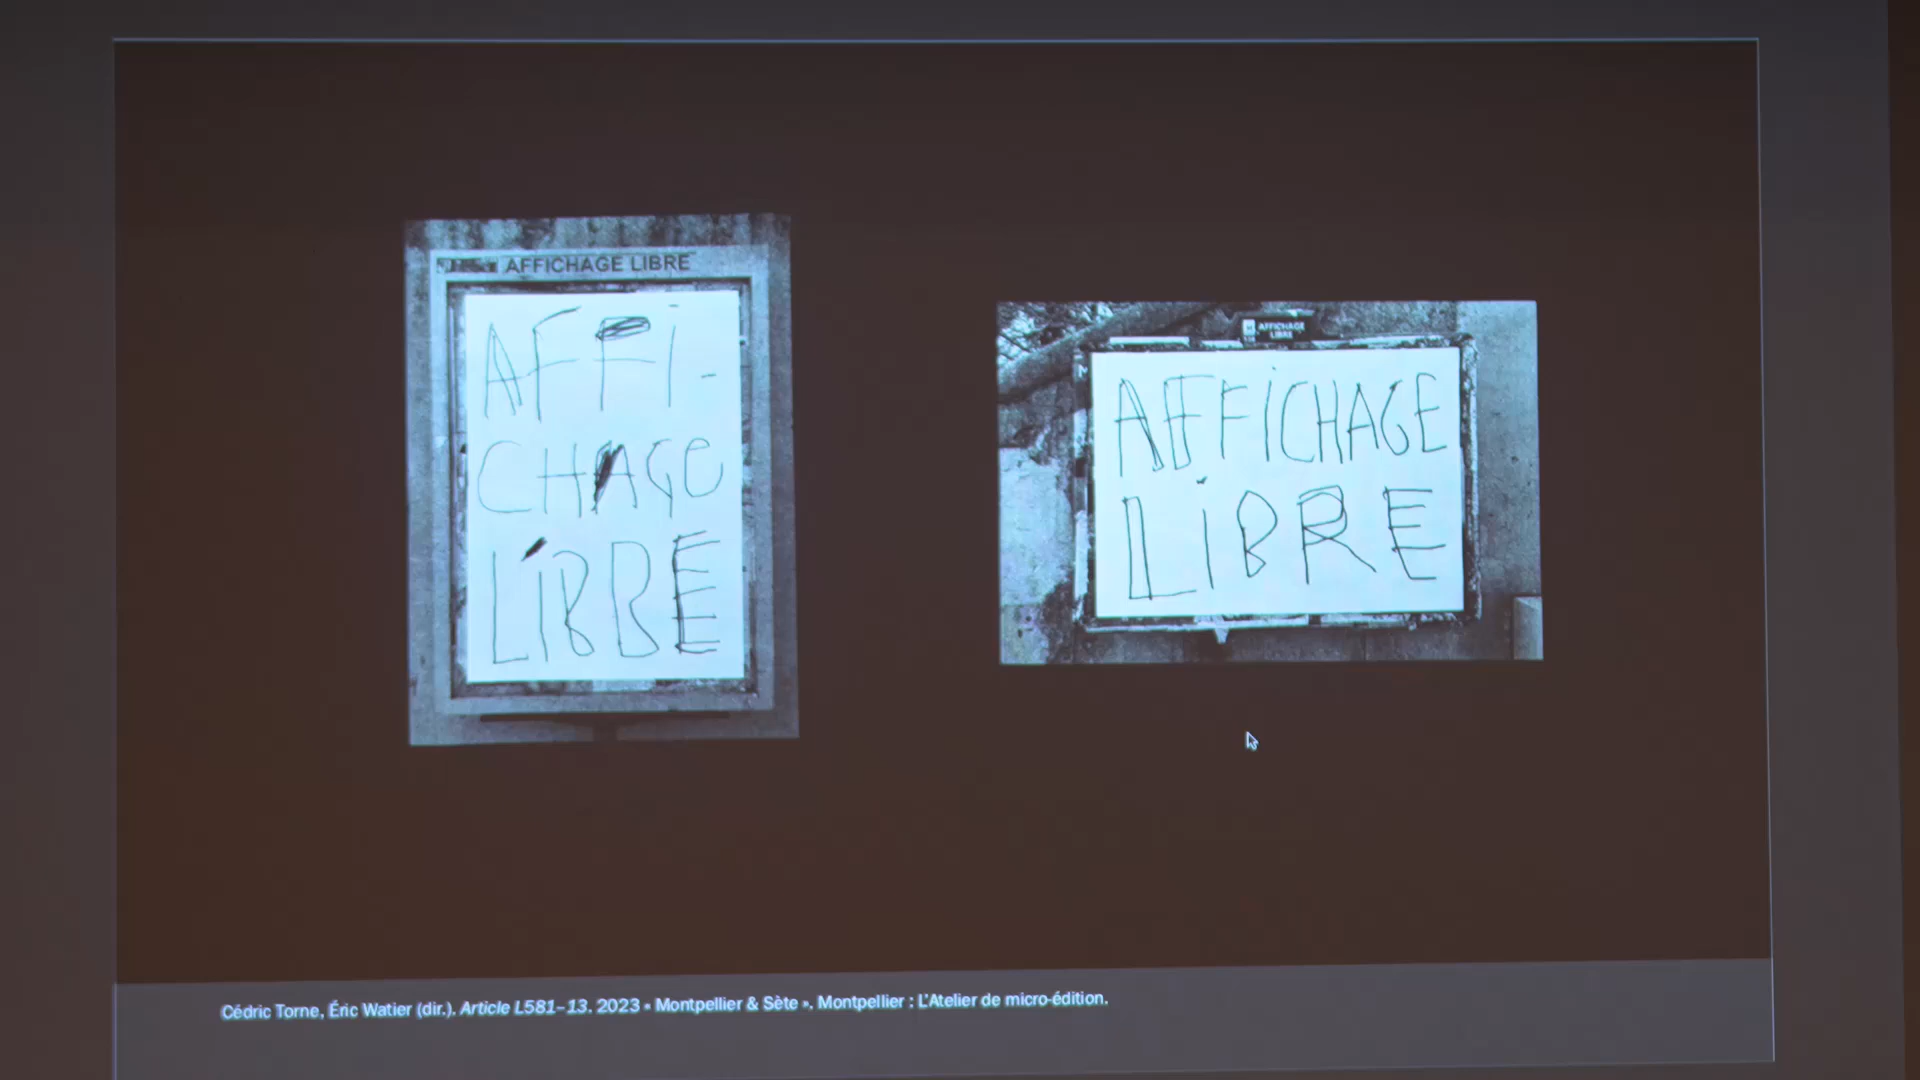 AFFICHAGE LIBRE
AFFI-
CHAGE
LIBRE
AFFICHAGE
LIBRE
AFFICHAGE
LIBRE
Cédric Torne, Éric Watier (dir.). Article L581–13. 2023 « Montpellier & Sète ». Montpellier : L'Atelier de micro-édition.